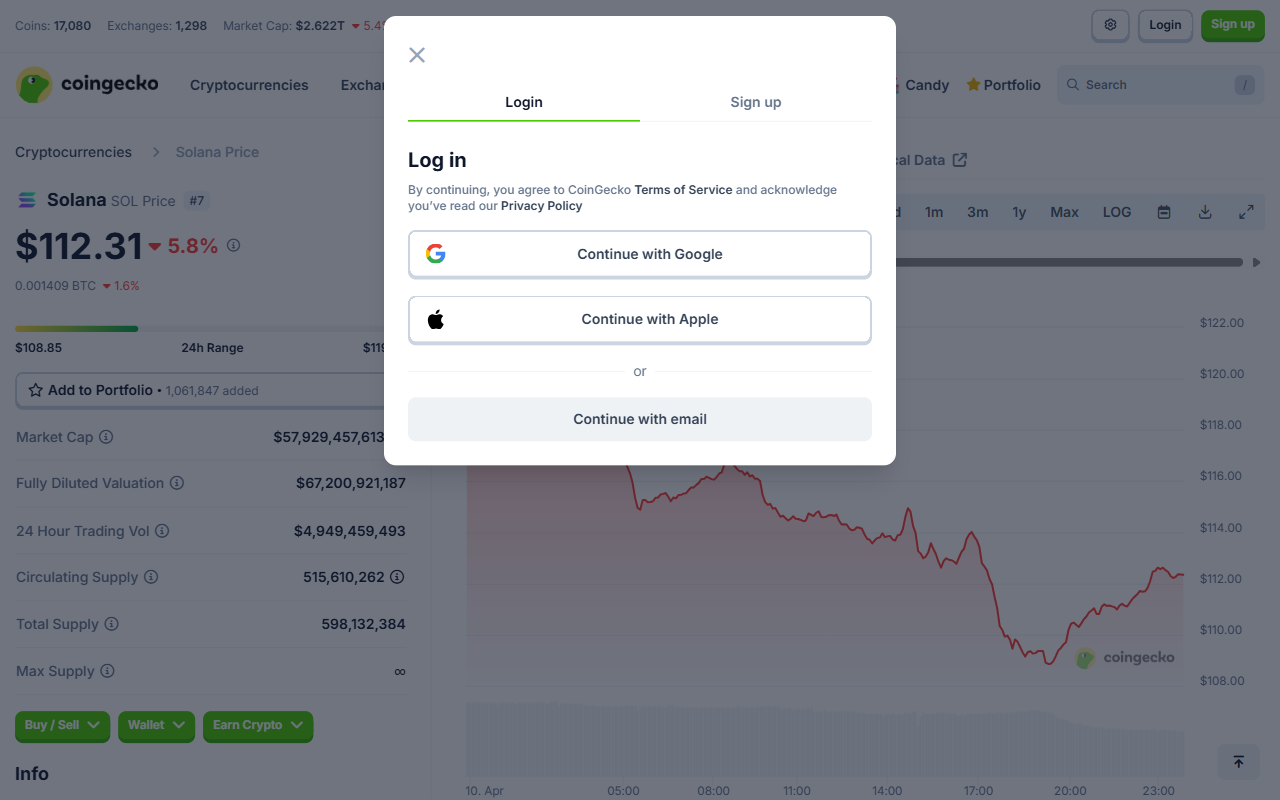 Coins: 17,080 Exchanges: 1,298 Market Cap: $2.622T
Login Sign up
coingecko Cryptocurrencies Candy Portfolio Search /
Login Sign up
Log in
By continuing, you agree to CoinGecko Terms of Service and acknowledge
you've read our Privacy Policy
Continue with Google
Continue with Apple
or
Continue with email
Cryptocurrencies Solana Price
Data
Solana SOL Price #7
1m 3m 1y Max LOG
$112.31 5.8%
0.001409 BTC 1.6%
$108.85 24h Range
Add to Portfolio • 1,061,847 added
Market Cap $57,929,457,613
Fully Diluted Valuation $67,200,921,187
24 Hour Trading Vol $4,949,459,493
Circulating Supply 515,610,262
Total Supply 598,132,384
Max Supply ∞
Buy / Sell Wallet Earn Crypto
Info
$122.00
$120.00
$118.00
$116.00
$114.00
$112.00
$110.00
$108.00
coingecko
10. Apr 05:00 08:00 11:00 14:00 17:00 20:00 23:00